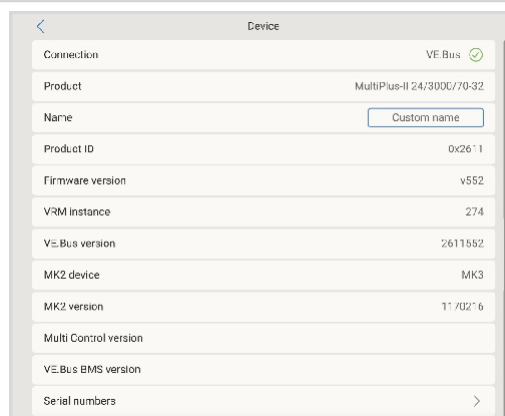 Device
Connection VE.Bus
Product MultiPlus-II 24/3000/70-32
Name Custom name
Product ID 0x2611
Firmware version v552
VRM instance 274
VE.Bus version 2611552
MK2 device MK3
MK2 version 1170216
Multi Control version
VE.Bus BMS version
Serial numbers